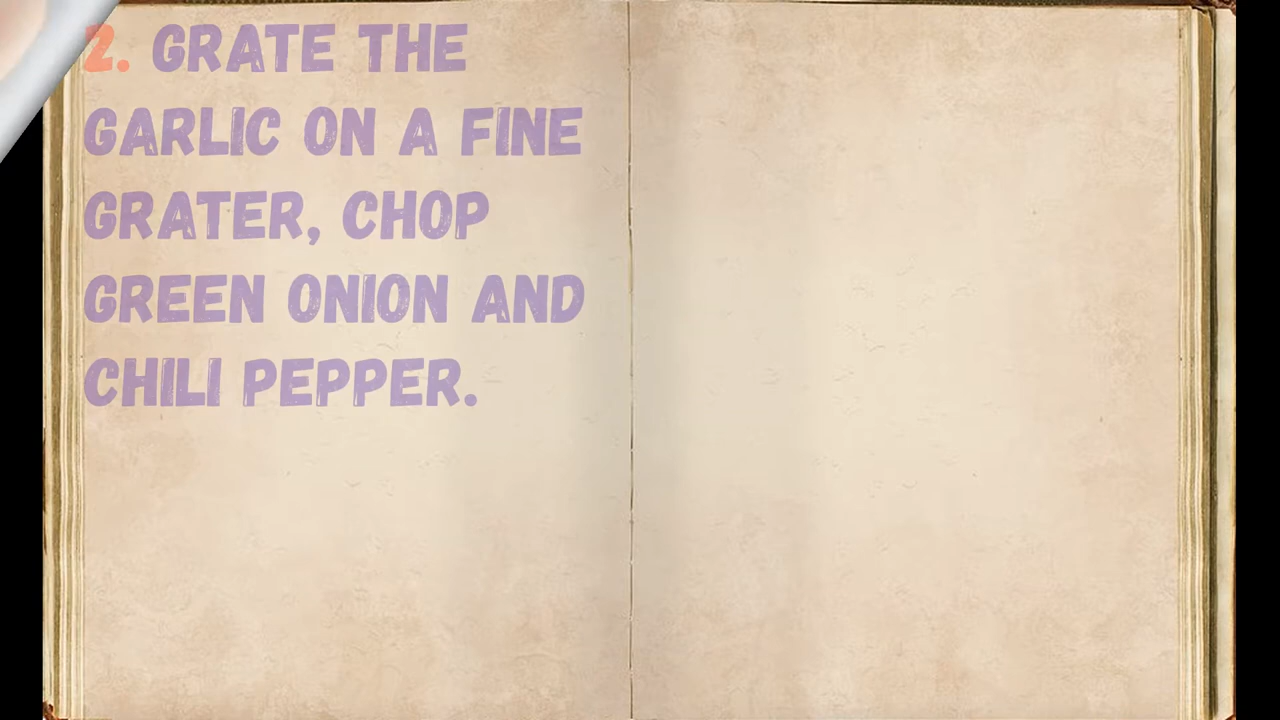 2. GRATE THE
GARLIC ON A FINE
GRATER, CHOP
GREEN ONION AND
CHILI PEPPER.